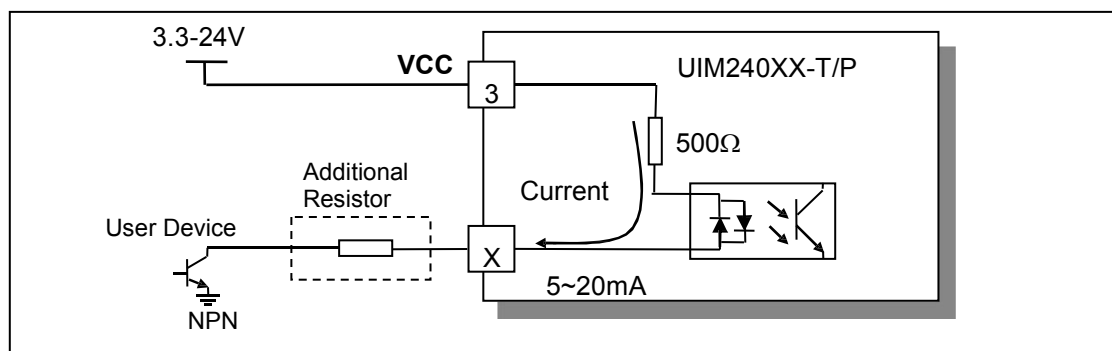 3.3-24V
VCC
3
UIM240XX-T/P
500Ω
Additional
Resistor
Current
User Device
X
5~20mA
NPN